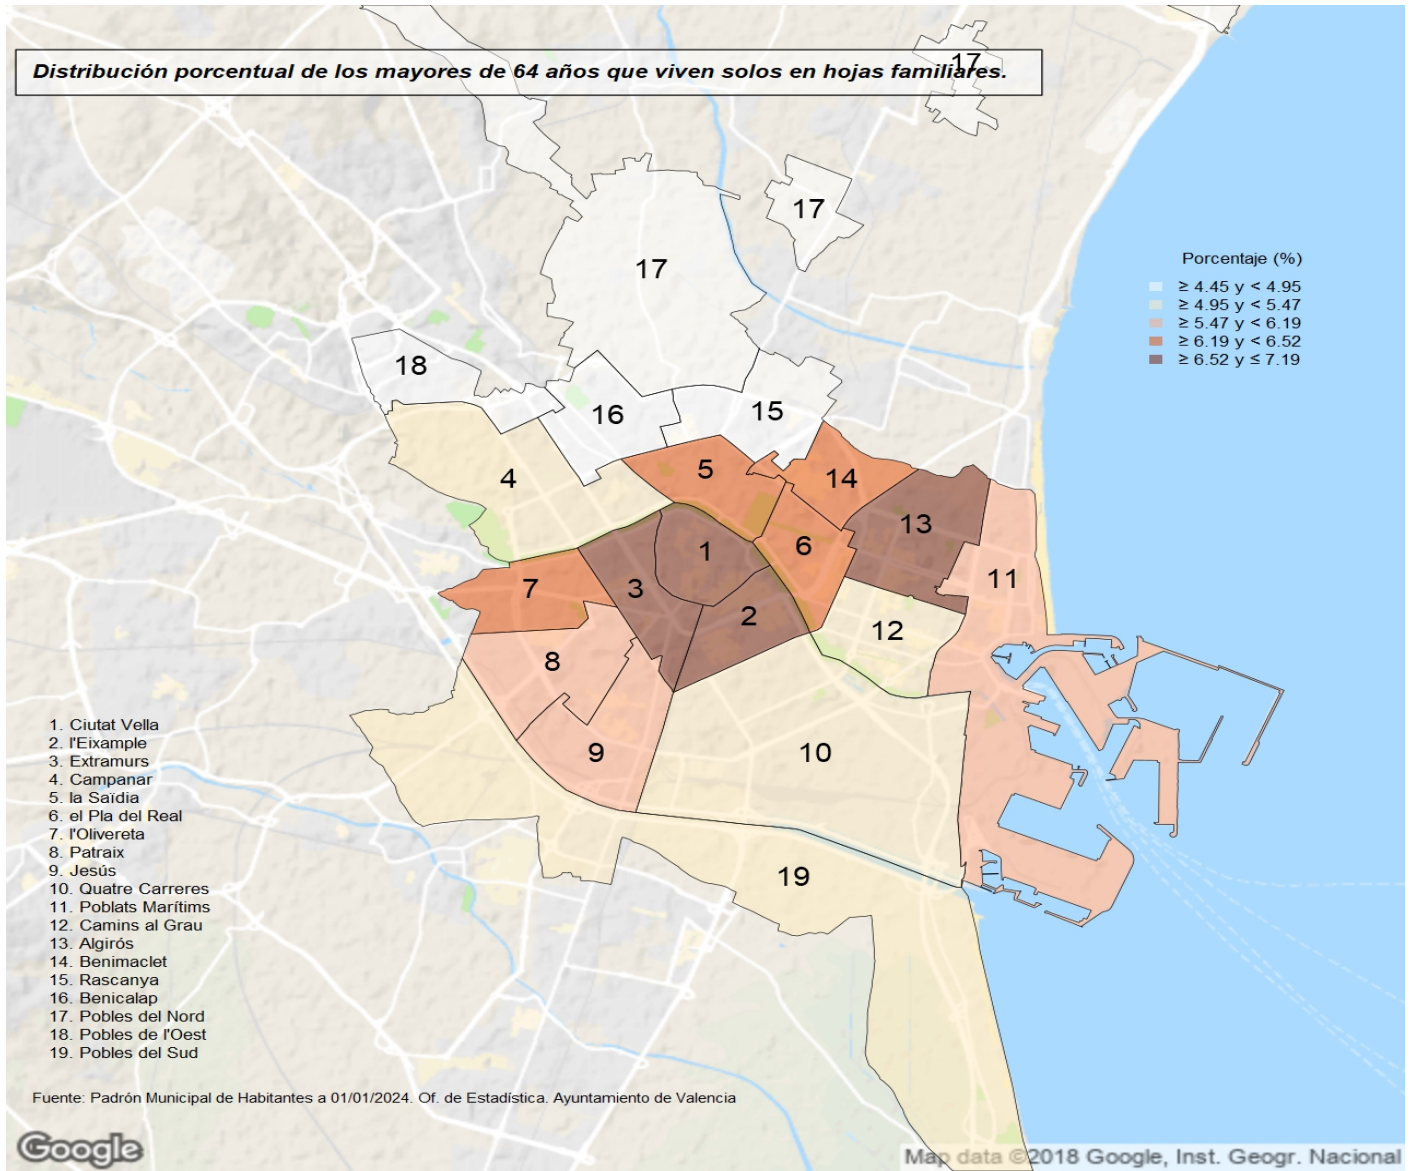 Distribución porcentual de los mayores de 64 años que viven solos en hojas familiares.
17
17
17
18
16
15
4
5
14
13
1
6
3
11
7
2
12
8
9
10
19
Porcentaje (%)
≥ 4.45 y < 4.95
≥ 4.95 y < 5.47
≥ 5.47 y < 6.19
≥ 6.19 y < 6.52
≥ 6.52 y ≤ 7.19
1. Ciutat Vella
2. l'Eixample
3. Extramurs
4. Campanar
5. la Saïdia
6. el Pla del Real
7. l'Olivereta
8. Patraix
9. Jesús
10. Quatre Carreres
11. Poblats Marítims
12. Camins al Grau
13. Algirós
14. Benimaclet
15. Rascanya
16. Benicalap
17. Pobles del Nord
18. Pobles de l'Oest
19. Pobles del Sud
Fuente: Padrón Municipal de Habitantes a 01/01/2024. Of. de Estadística. Ayuntamiento de Valencia
Google
Map data ©2018 Google, Inst. Geogr. Nacional